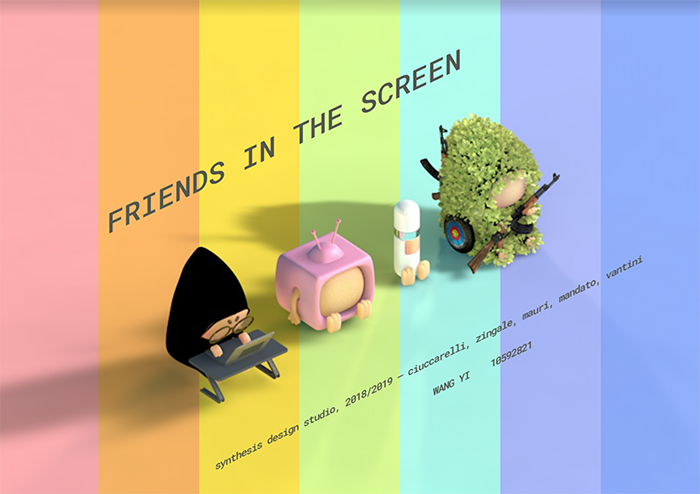 FRIENDS IN THE SCREEN
synthesis design studio, 2018/2019 — ciuccarelli, zingale, mauri, mandato, vantini
WANG YI 10592821